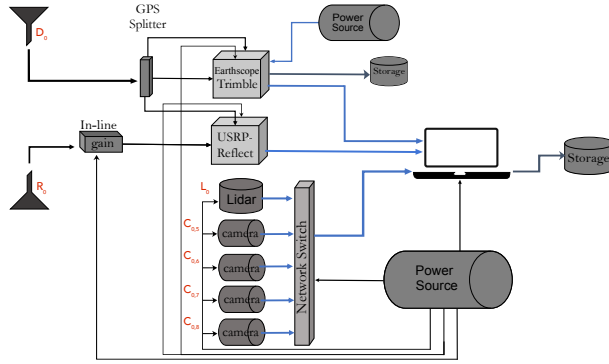 D0
GPS
Splitter
Power
Source
Earthscope
Trimble
Storage
In-line
gain
USRP-
Reflect
Storage
R0
L0
Lidar
C0,5
camera
C0,6
camera
C0,7
camera
C0,8
camera
Network Switch
Power
Source